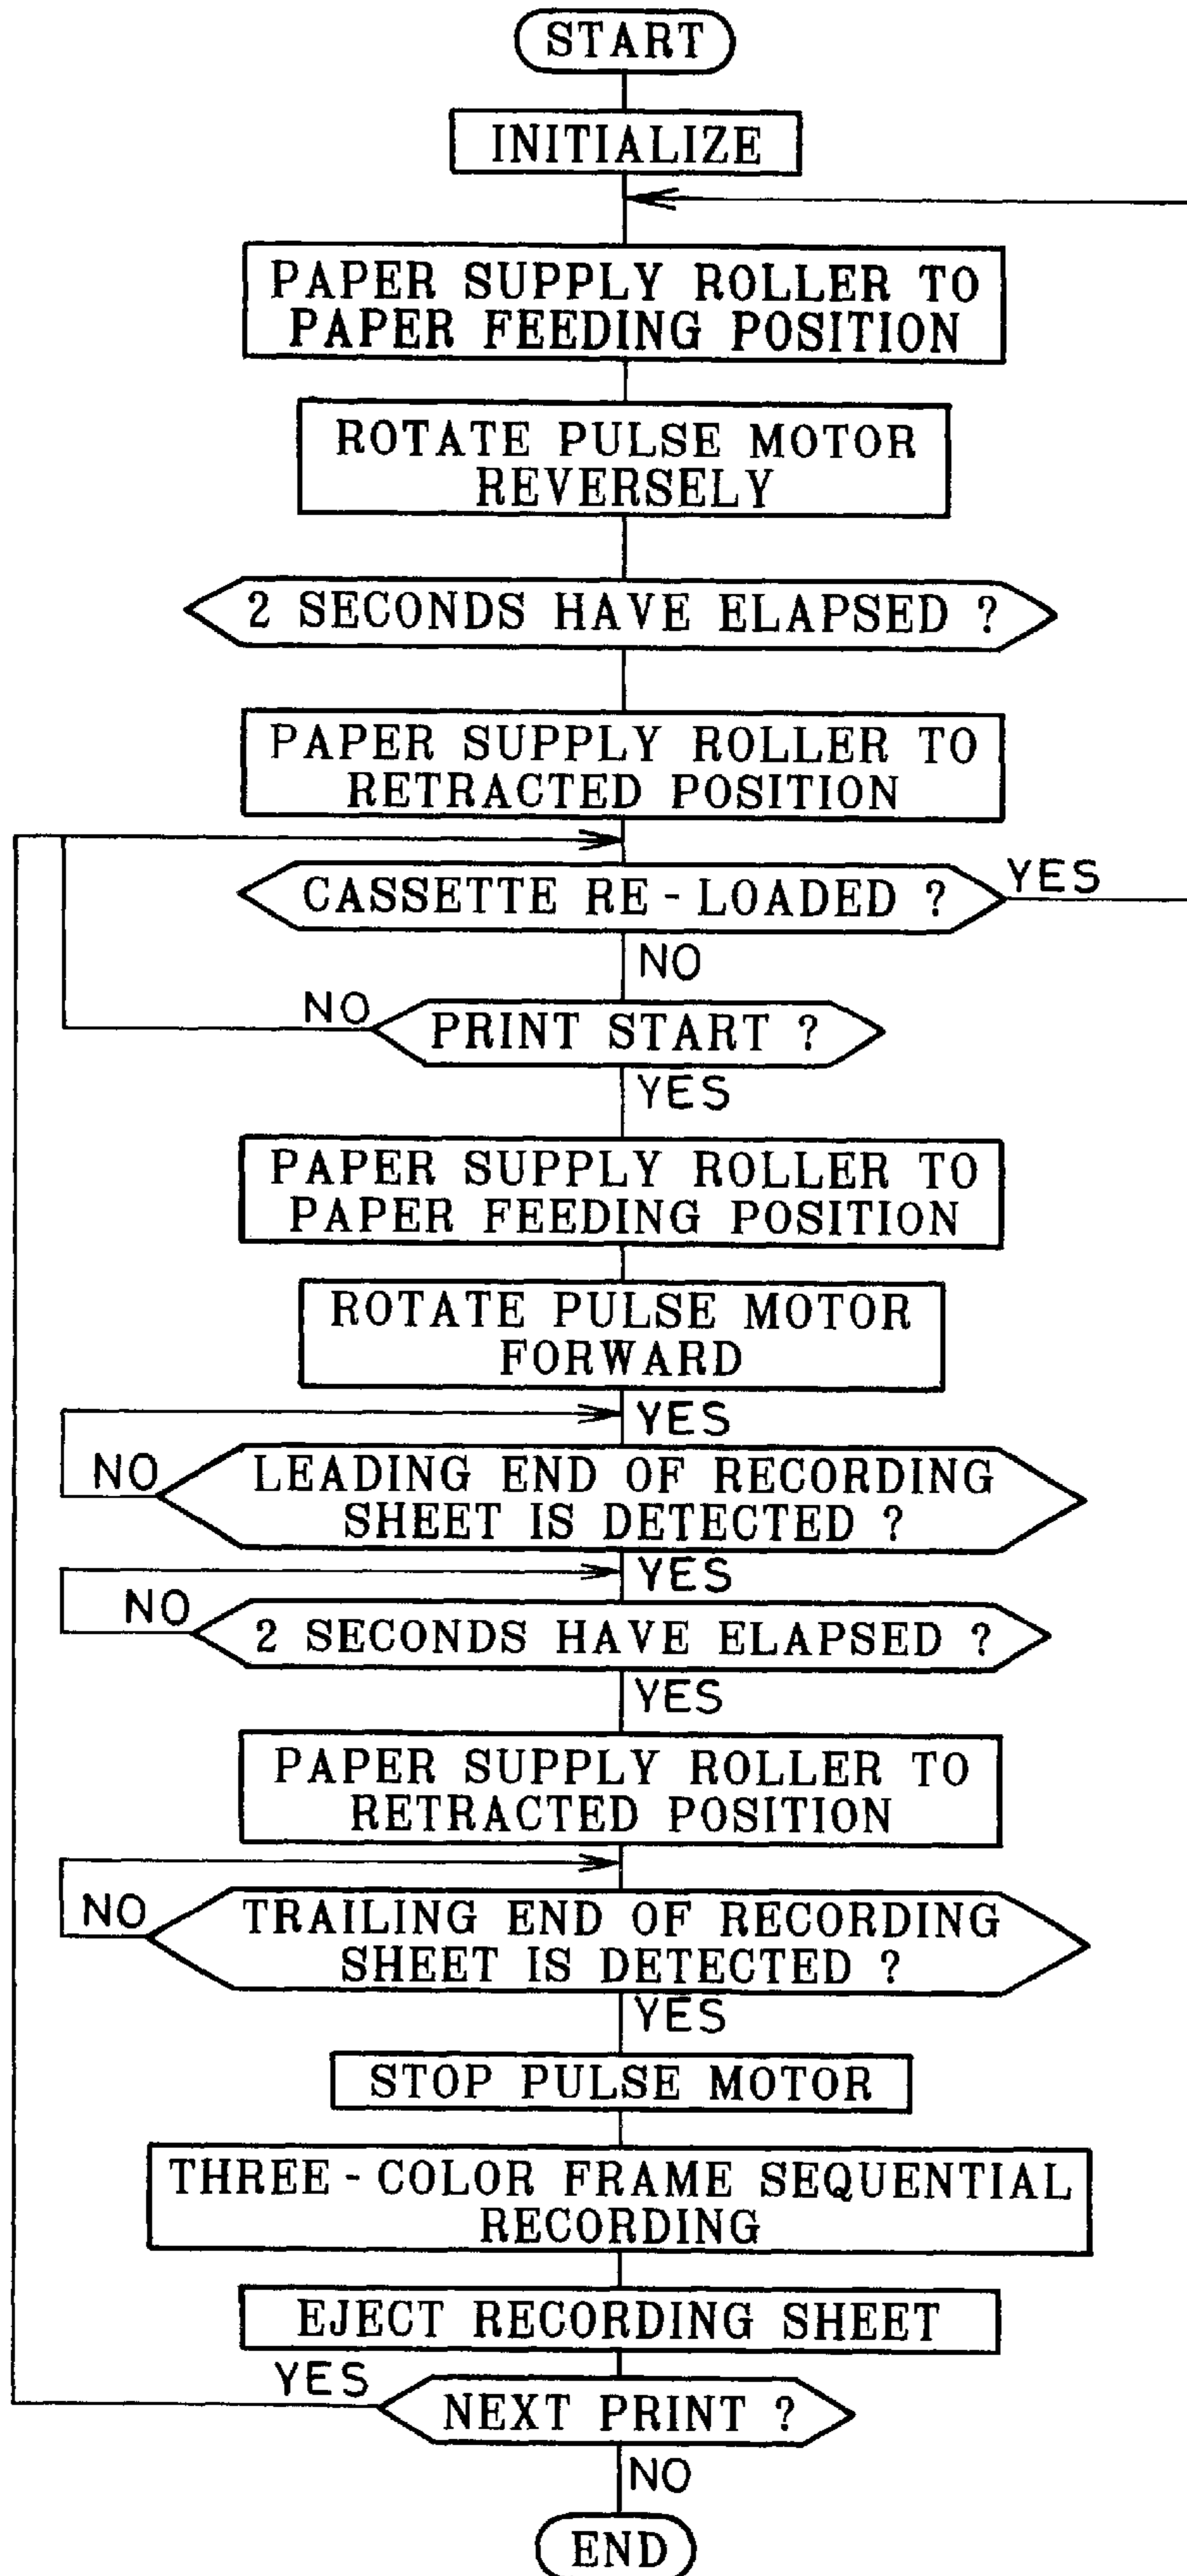 START
INITIALIZE
PAPER SUPPLY ROLLER TO
PAPER FEEDING POSITION
ROTATE PULSE MOTOR
REVERSELY
2 SECONDS HAVE ELAPSED ?
PAPER SUPPLY ROLLER TO
RETRACTED POSITION
CASSETTE RE-LOADED ?
YES
NO
NO
PRINT START ?
YES
PAPER SUPPLY ROLLER TO
PAPER FEEDING POSITION
ROTATE PULSE MOTOR
FORWARD
YES
NO
LEADING END OF RECORDING
SHEET IS DETECTED ?
YES
NO
2 SECONDS HAVE ELAPSED ?
YES
PAPER SUPPLY ROLLER TO
RETRACTED POSITION
NO
TRAILING END OF RECORDING
SHEET IS DETECTED ?
YES
STOP PULSE MOTOR
THREE-COLOR FRAME SEQUENTIAL
RECORDING
EJECT RECORDING SHEET
YES
NEXT PRINT ?
NO
END